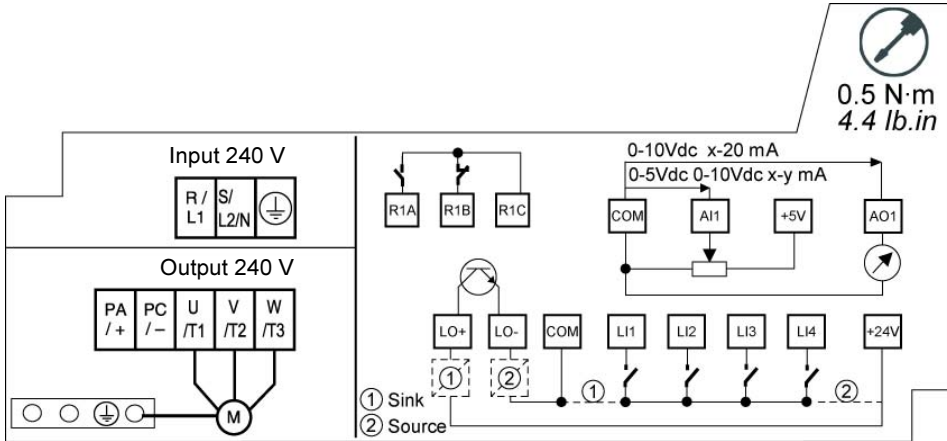 0.5 N·m
4.4 lb.in
Input 240 V
R / L1
S/ L2/N
Output 240 V
PA / +
PC / –
U /T1
V /T2
W /T3
M
R1A R1B R1C
0-10Vdc x-20 mA
0-5Vdc 0-10Vdc x-y mA
COM AI1 +5V AO1
LO+ LO- COM LI1 LI2 LI3 LI4 +24V
① ② ① ②
① Sink
② Source